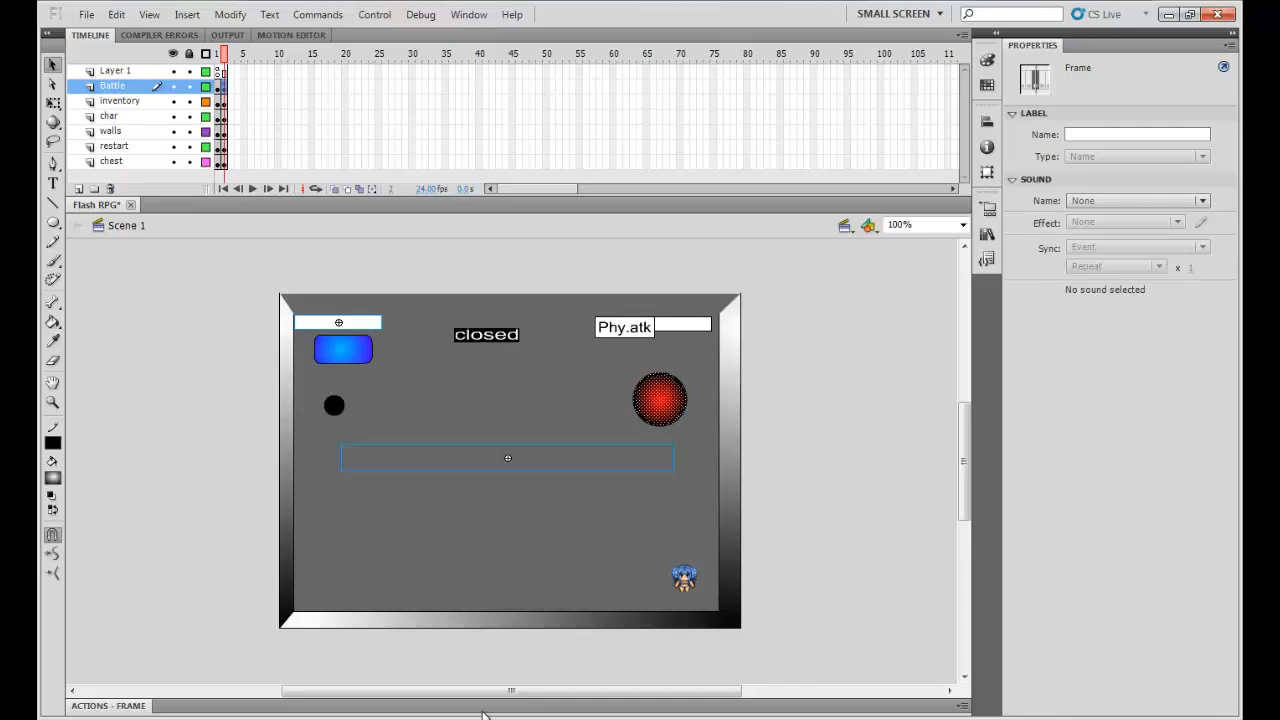 Fl File Edit View Insert Modify Text Commands Control Debug Window Help SMALL SCREEN CS Live
TIMELINE COMPILER ERRORS OUTPUT MOTION EDITOR
1 5 10 15 20 25 30 35 40 45 50 55 60 65 70 75 80 85 90 95 100 105 11
Layer 1
Battle
inventory
char
walls
restart
chest
2 24.00 fps 0.0 s
Flash RPG*
Scene 1 100%
closed
Phy.atk
ACTIONS - FRAME
PROPERTIES
Frame
LABEL
Name:
Type: Name
SOUND
Name: None
Effect: None
Sync: Event
Repeat x 1
No sound selected